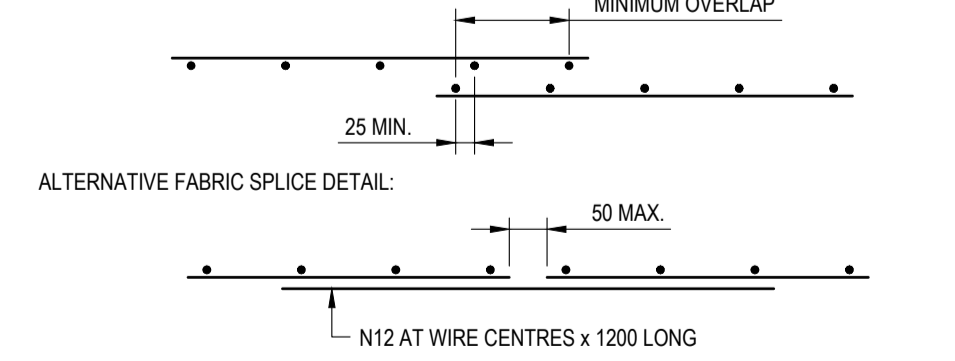 MINIMUM OVERLAP
25 MIN.
ALTERNATIVE FABRIC SPLICE DETAIL:
50 MAX.
N12 AT WIRE CENTRES x 1200 LONG